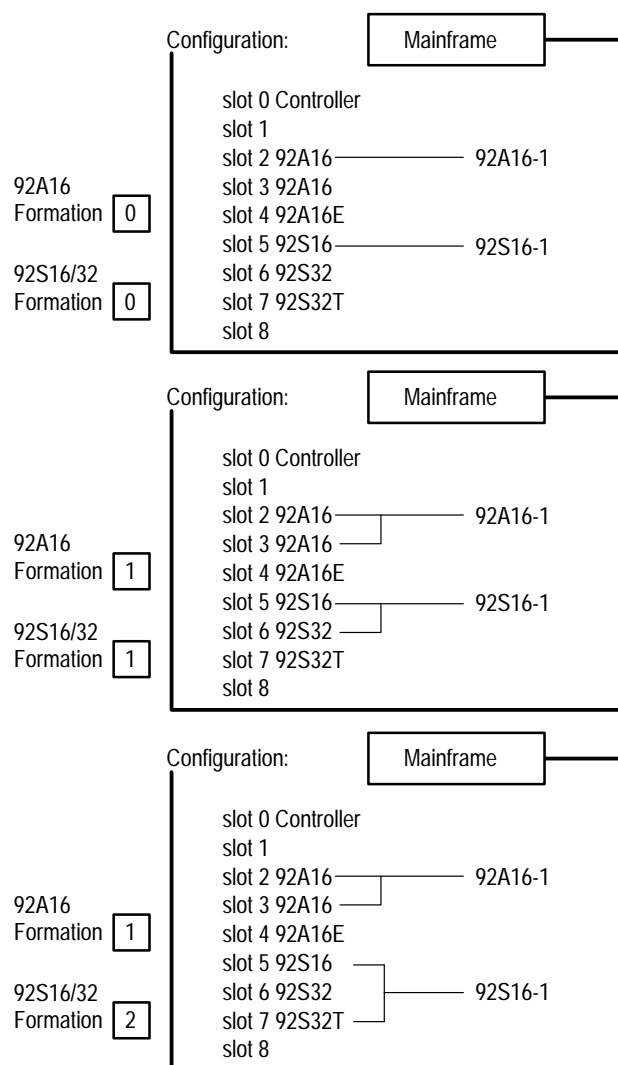 Configuration: Mainframe
slot 0 Controller
slot 1
slot 2 92A16 92A16-1
92A16 slot 3 92A16
Formation 0 slot 4 92A16E
slot 5 92S16 92S16-1
92S16/32 slot 6 92S32
Formation 0 slot 7 92S32T
slot 8
Configuration: Mainframe
slot 0 Controller
slot 1
slot 2 92A16 92A16-1
92A16 slot 3 92A16
Formation 1 slot 4 92A16E
slot 5 92S16 92S16-1
92S16/32 slot 6 92S32
Formation 1 slot 7 92S32T
slot 8
Configuration: Mainframe
slot 0 Controller
slot 1
slot 2 92A16 92A16-1
92A16 slot 3 92A16
Formation 1 slot 4 92A16E
slot 5 92S16
92S16/32 slot 6 92S32 92S16-1
Formation 2 slot 7 92S32T
slot 8